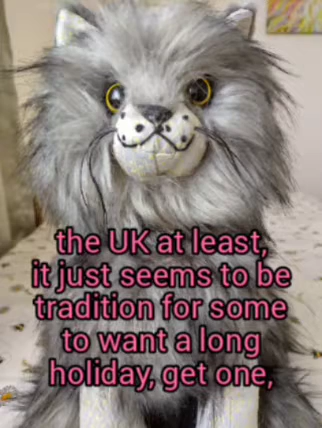 the UK at least,
it just seems to be
tradition for some
to want a long
holiday, get one,